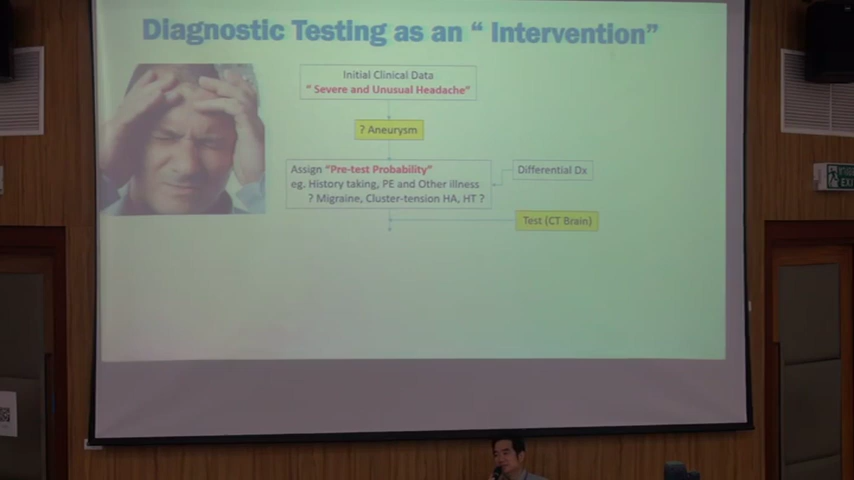 Diagnostic Testing as an “ Intervention”
Initial Clinical Data
“ Severe and Unusual Headache”
? Aneurysm
Assign “Pre-test Probability”
eg. History taking, PE and Other illness
? Migraine, Cluster-tension HA, HT ?
Differential Dx
Test (CT Brain)
EXIT